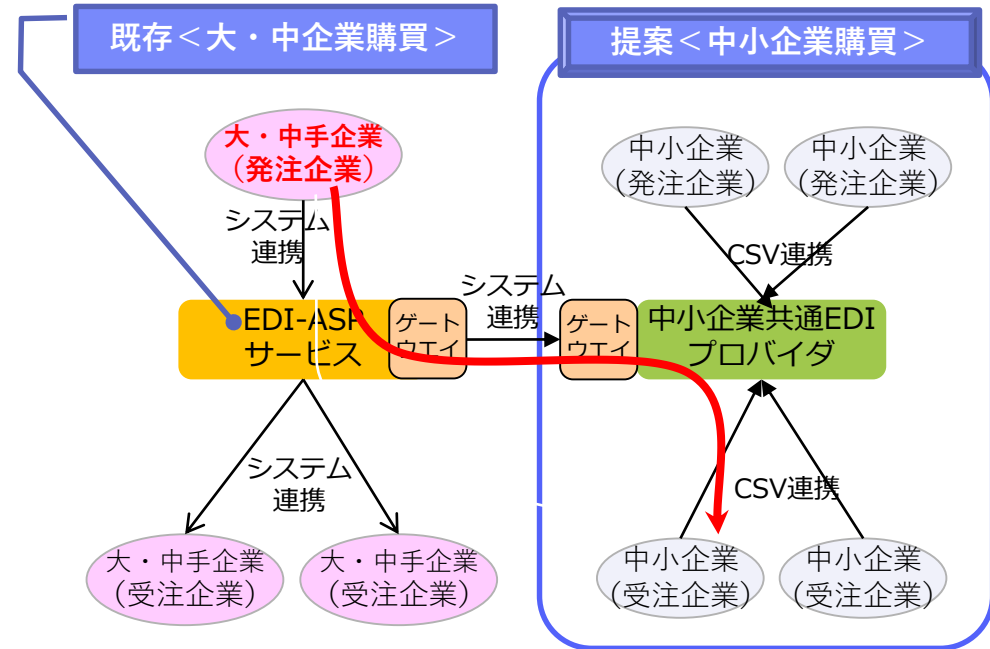 既存＜大・中企業購買＞
提案＜中小企業購買＞
大・中手企業
（発注企業）
中小企業
（発注企業）
中小企業
（発注企業）
システム
連携
CSV連携
EDI-ASP
サービス
ゲート
ウエイ
システム
連携
ゲート
ウエイ
中小企業共通EDI
プロバイダ
システム
連携
CSV連携
大・中手企業
（受注企業）
大・中手企業
（受注企業）
中小企業
（受注企業）
中小企業
（受注企業）